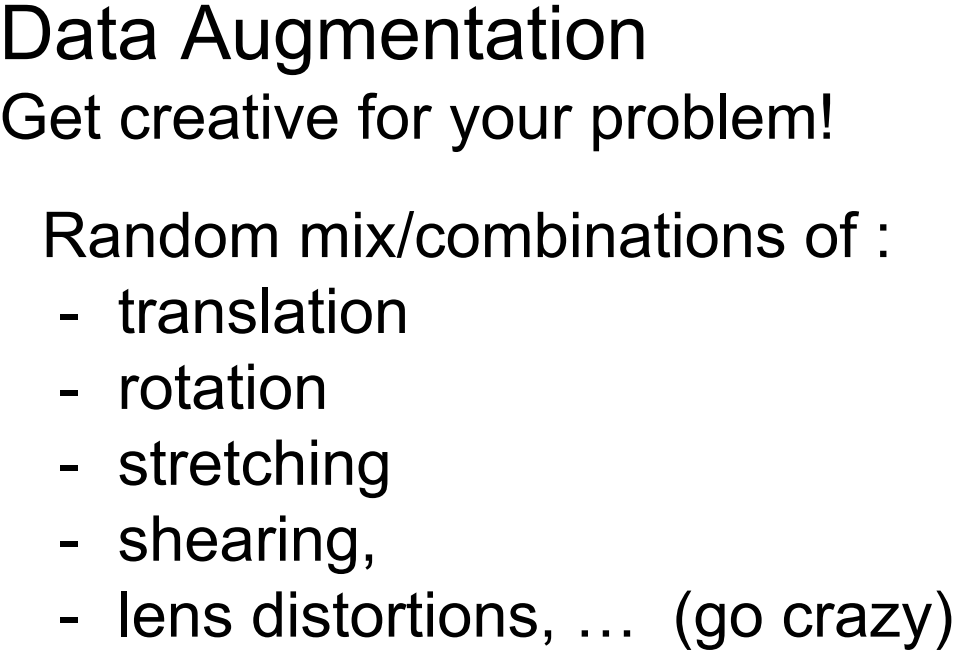 Data Augmentation
Get creative for your problem!
Random mix/combinations of :
- translation
- rotation
- stretching
- shearing,
- lens distortions, … (go crazy)